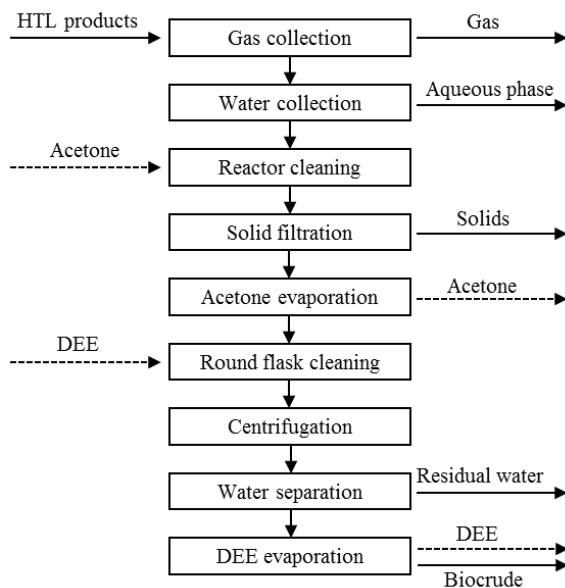 HTL products
Gas collection
Gas
Water collection
Aqueous phase
Acetone
Reactor cleaning
Solid filtration
Solids
Acetone evaporation
Acetone
DEE
Round flask cleaning
Centrifugation
Water separation
Residual water
DEE evaporation
DEE
Biocrude